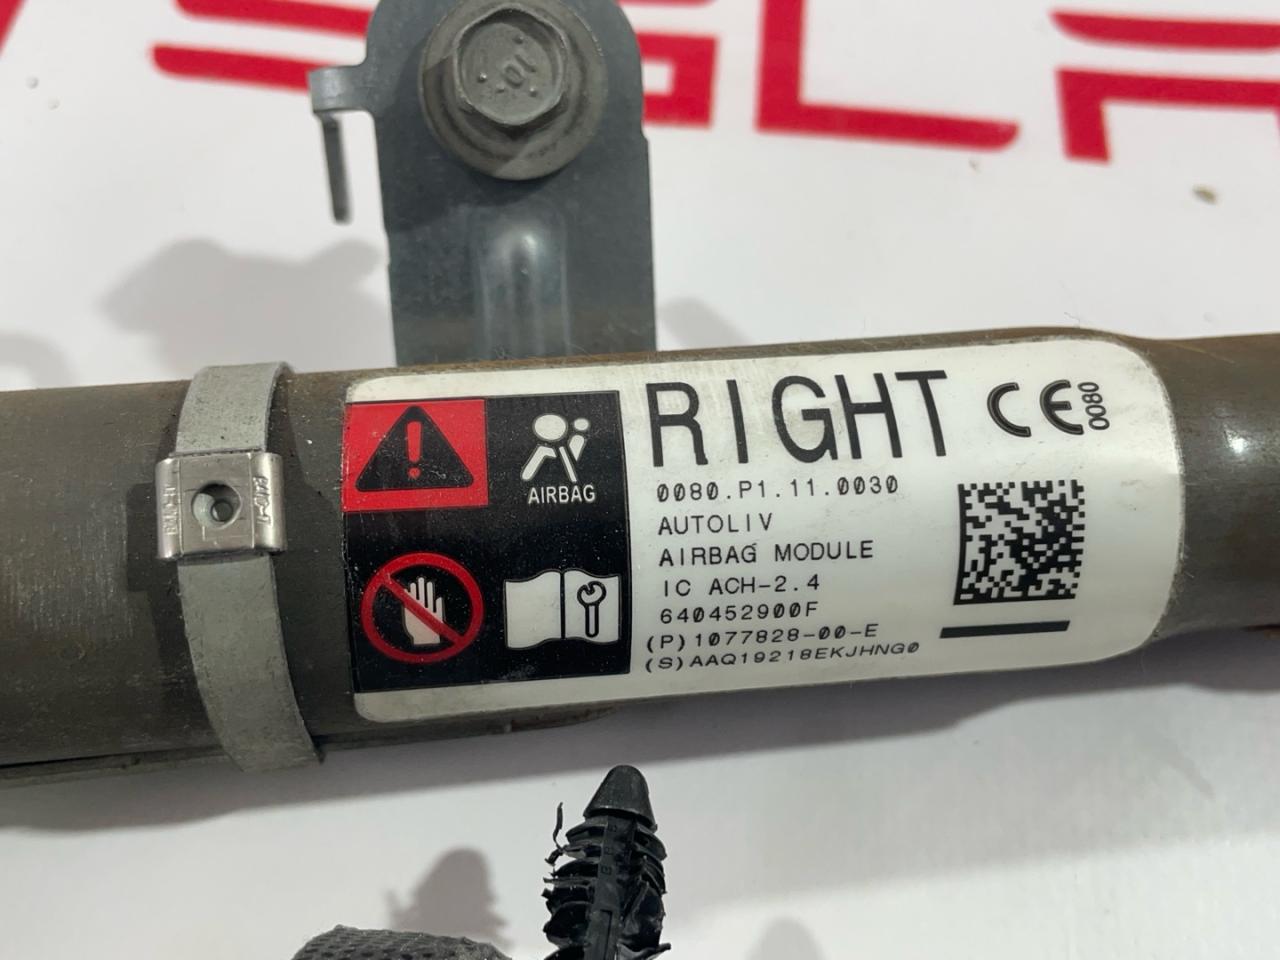 RIGHT
CE
0080
0080.P1.11.0030
AUTOLIV
AIRBAG MODULE
IC ACH-2.4
640452900F
(P)1077828-00-E
(S)AAQ19218EKJHNG0
AIRBAG